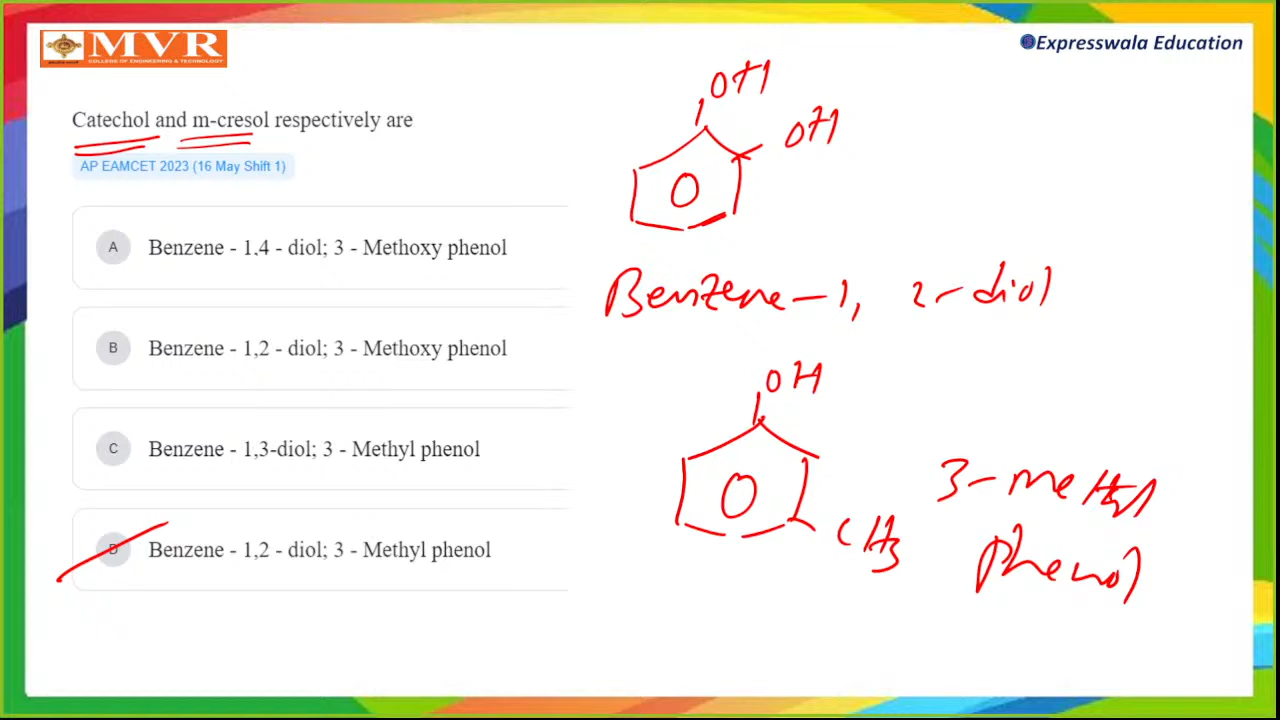 MVR
COLLEGE OF ENGINEERING & TECHNOLOGY
Expresswala Education
Catechol and m-cresol respectively are
AP EAMCET 2023 (16 May Shift 1)
A Benzene - 1,4 - diol; 3 - Methoxy phenol
B Benzene - 1,2 - diol; 3 - Methoxy phenol
C Benzene - 1,3-diol; 3 - Methyl phenol
D Benzene - 1,2 - diol; 3 - Methyl phenol
OH
OH
Benzene - 1, 2 - diol
OH
CH3
3 - methyl
phenol